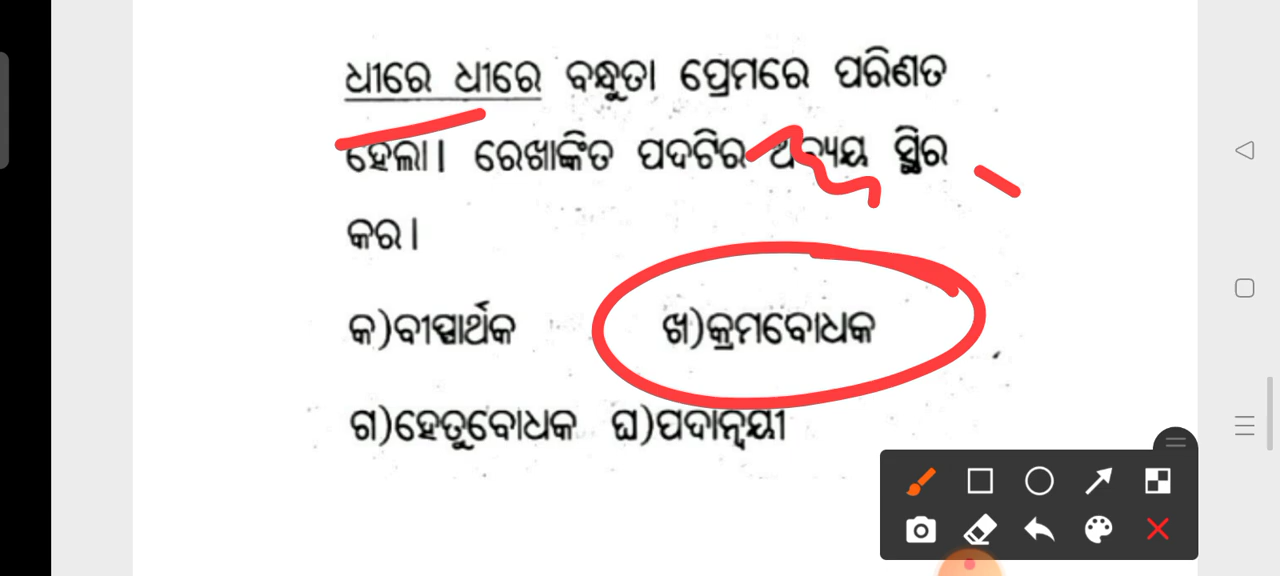 ଧୀରେ ଧୀରେ ବନ୍ଧୁତା ପ୍ରେମରେ ପରିଣତ
ହେଲା। ରେଖାଙ୍କିତ ପଦଟିର ଅବ୍ୟୟ ସ୍ଥିର
କର।
କ)ବୀପ୍ସାର୍ଥକ ଖ)କ୍ରମବୋଧକ
ଗ)ହେତୁବୋଧକ ଘ)ପଦାନ୍ୱୟୀ